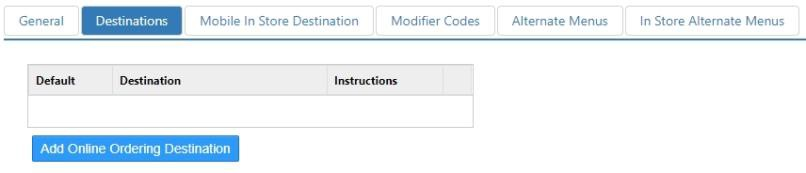 General Destinations Mobile In Store Destination Modifier Codes Alternate Menus In Store Alternate Menus
Default Destination Instructions
Add Online Ordering Destination